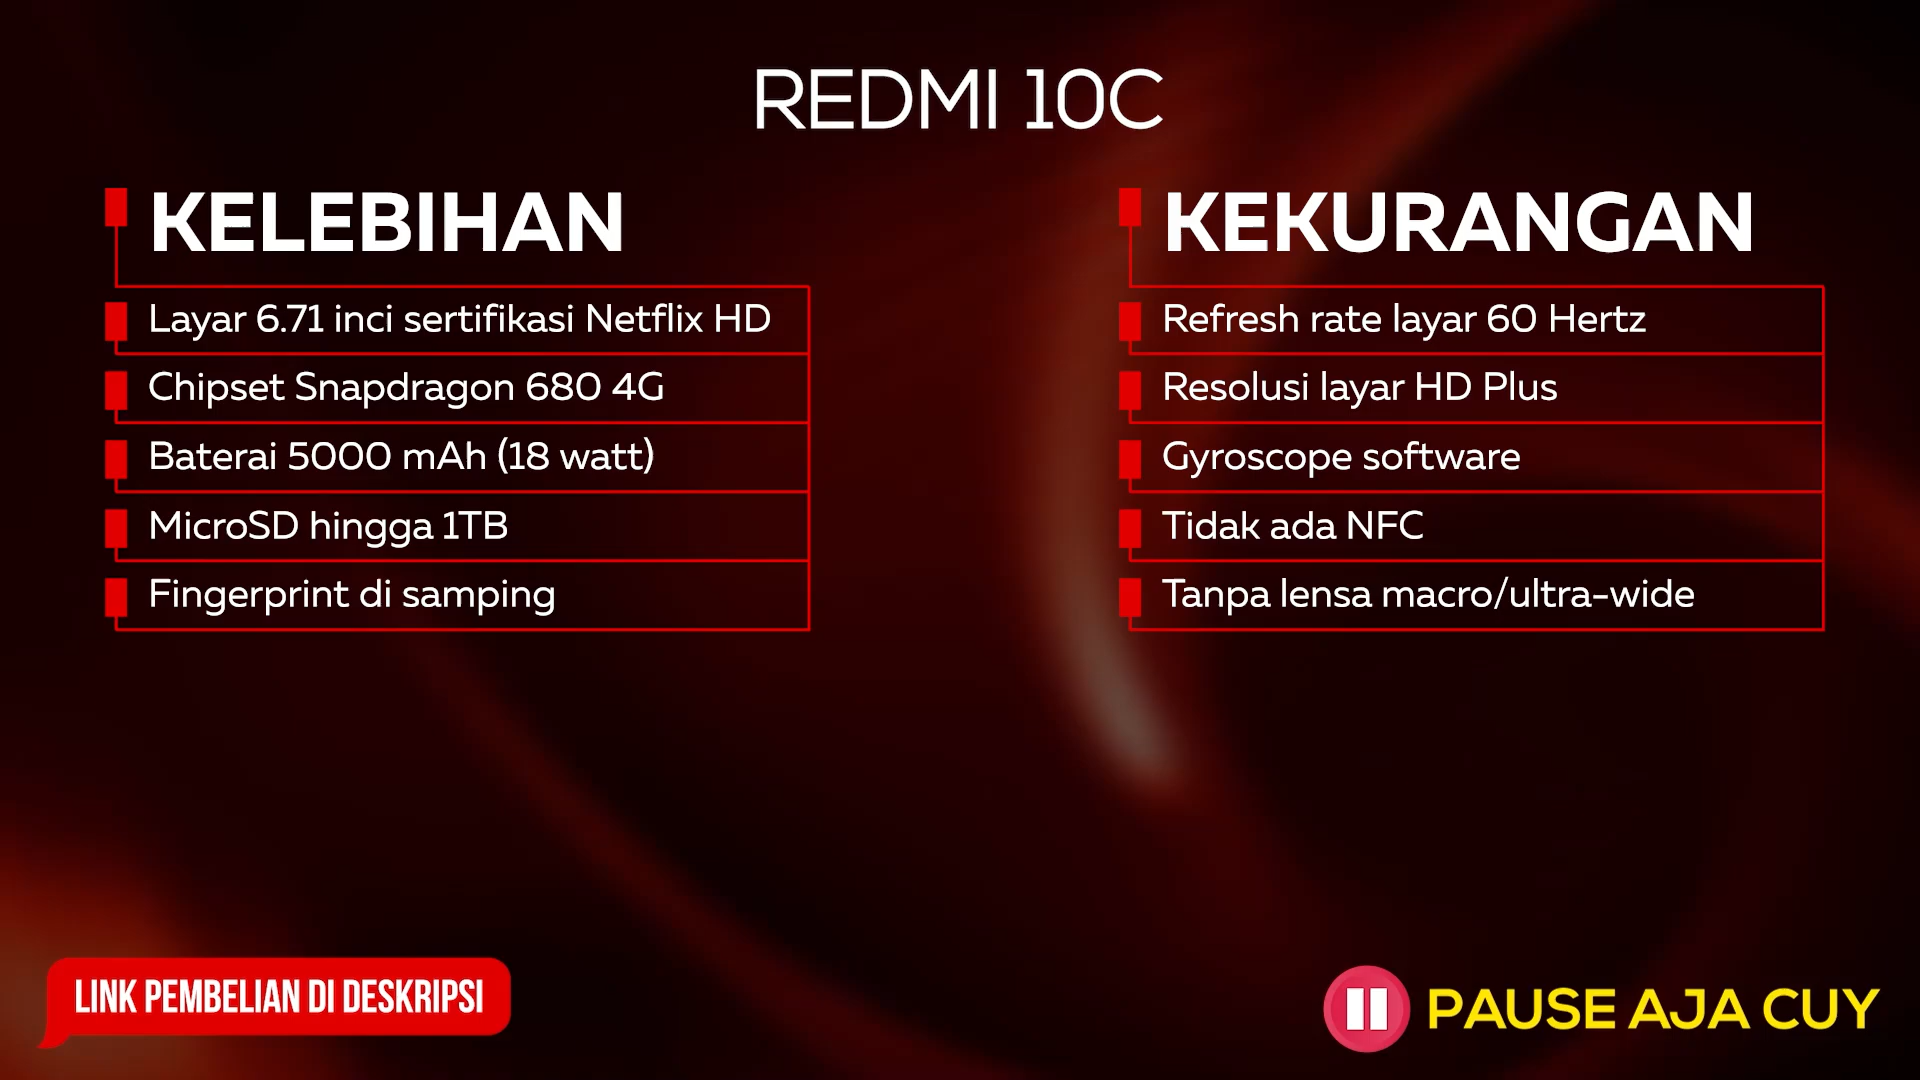 REDMI 10C
KELEBIHAN
Layar 6.71 inci sertifikasi Netflix HD
Chipset Snapdragon 680 4G
Baterai 5000 mAh (18 watt)
MicroSD hingga 1TB
Fingerprint di samping
KEKURANGAN
Refresh rate layar 60 Hertz
Resolusi layar HD Plus
Gyroscope software
Tidak ada NFC
Tanpa lensa macro/ultra-wide
LINK PEMBELIAN DI DESKRIPSI
PAUSE AJA CUY